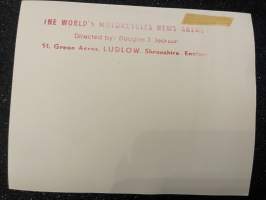 THE WORLD'S MOTORCYCLES NEWS AGENCY
Directed by: Douglas J. Jackson
51, Green Acres, LUDLOW, Shropshire, England